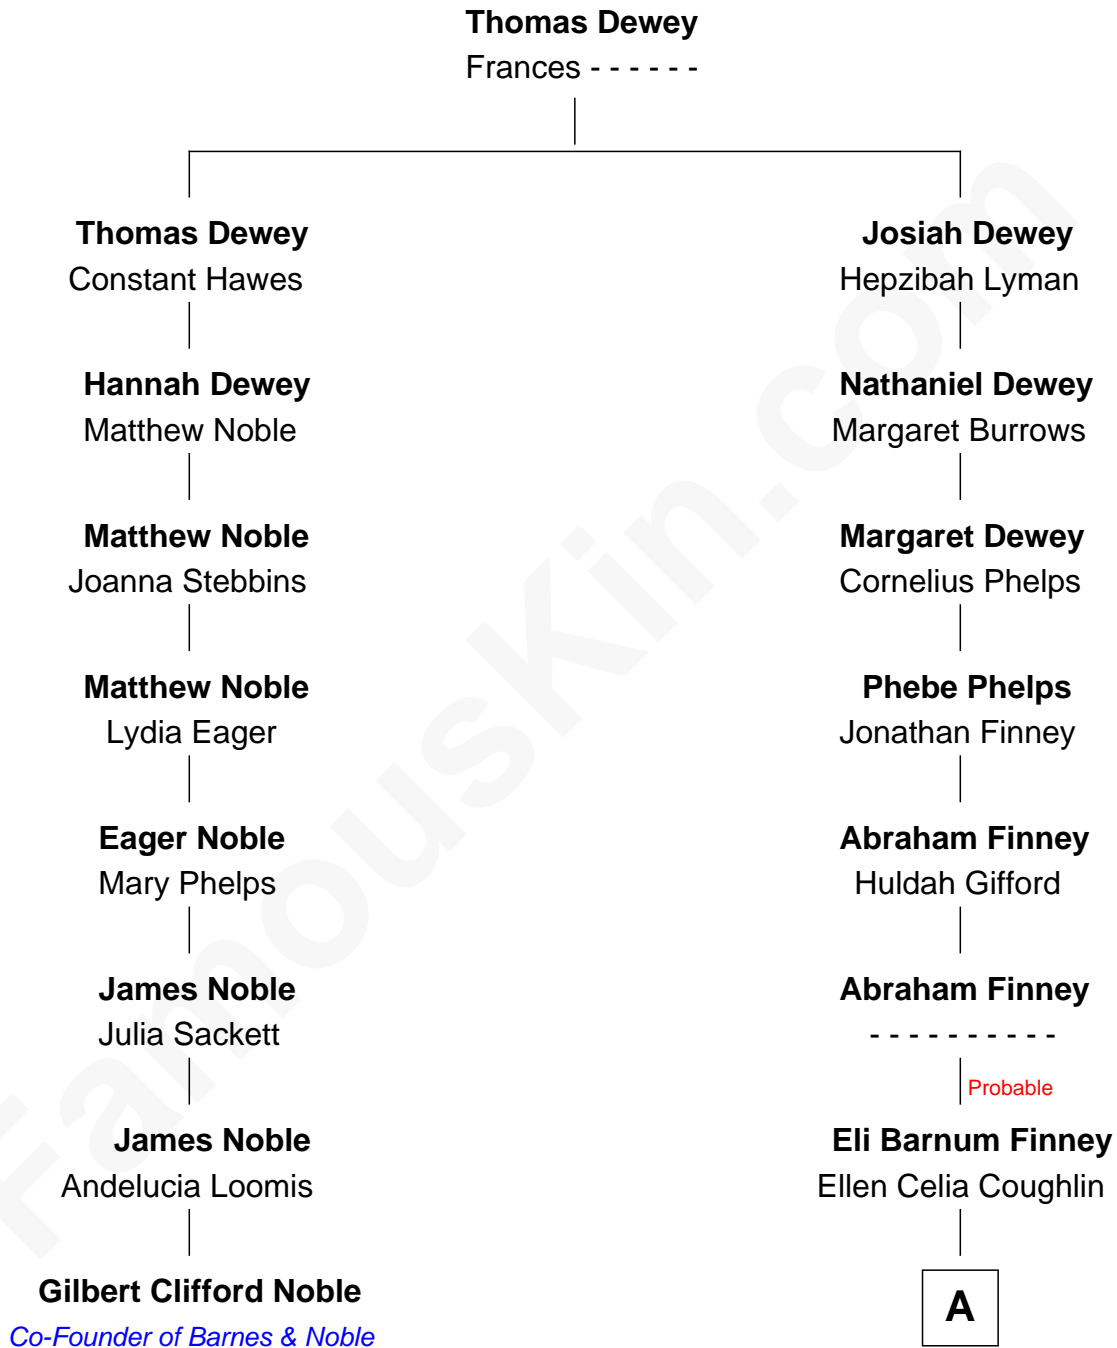 Thomas Dewey
Frances - - - - - -
Thomas Dewey
Constant Hawes
Hannah Dewey
Matthew Noble
Matthew Noble
Joanna Stebbins
Matthew Noble
Lydia Eager
Eager Noble
Mary Phelps
James Noble
Julia Sackett
James Noble
Andelucia Loomis
Gilbert Clifford Noble
Co-Founder of Barnes & Noble
Josiah Dewey
Hepzibah Lyman
Nathaniel Dewey
Margaret Burrows
Margaret Dewey
Cornelius Phelps
Phebe Phelps
Jonathan Finney
Abraham Finney
Huldah Gifford
Abraham Finney
- - - - - - - - - -
Probable
Eli Barnum Finney
Ellen Celia Coughlin
A
FamousKin.com